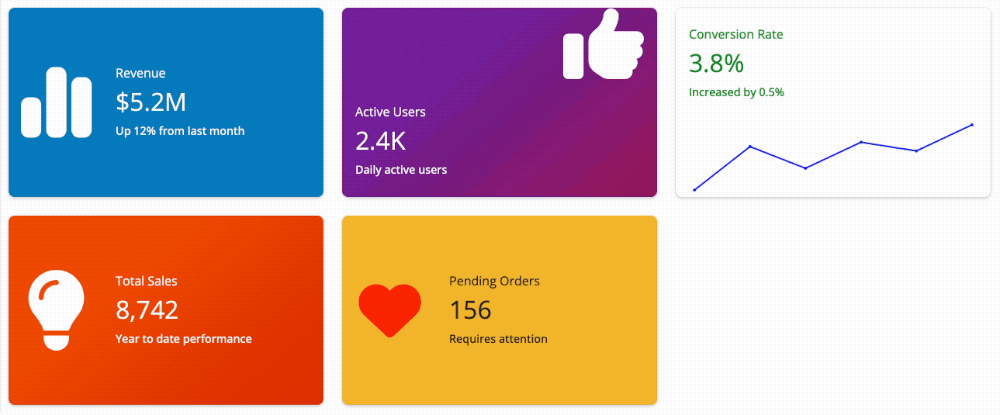 Revenue
$5.2M
Up 12% from last month
Active Users
2.4K
Daily active users
Conversion Rate
3.8%
Increased by 0.5%
Total Sales
8,742
Year to date performance
Pending Orders
156
Requires attention